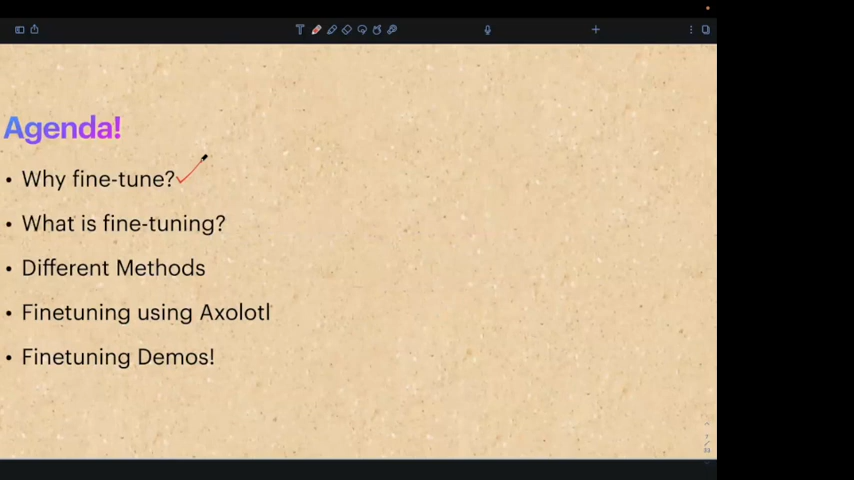 Agenda!
• Why fine-tune?
• What is fine-tuning?
• Different Methods
• Finetuning using Axolotl
• Finetuning Demos!